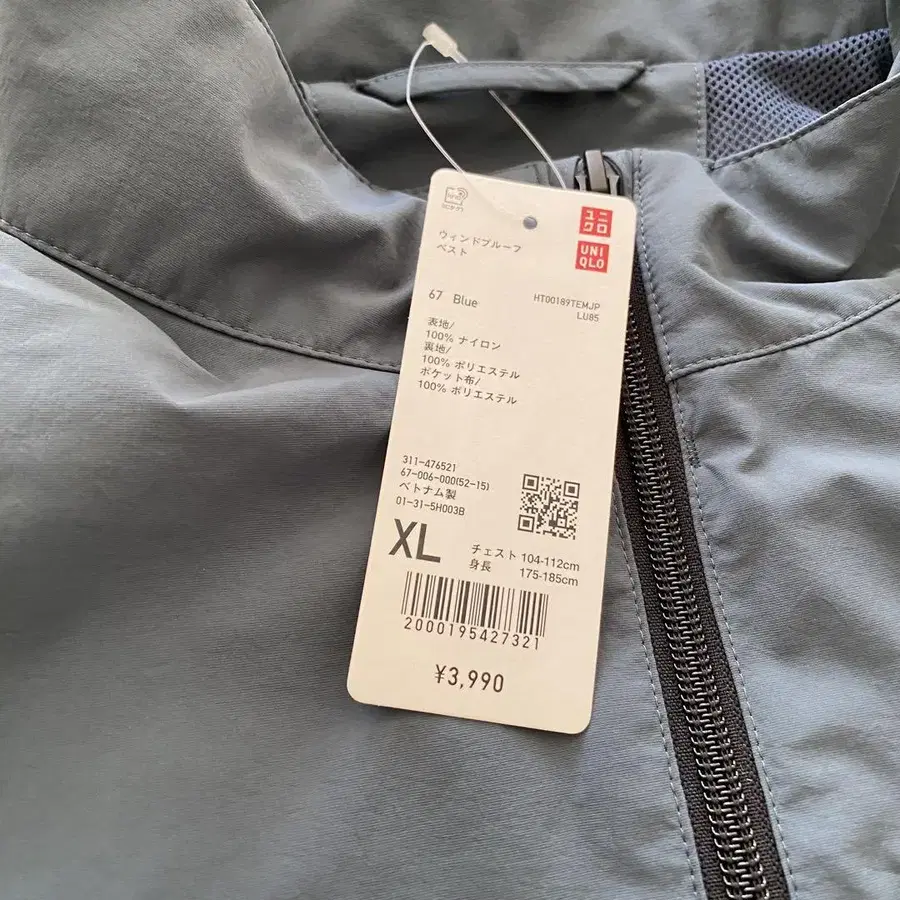 ユニ
クロ
UNI
QLO
ウィンドプルーフ
ベスト
67 Blue
HT00189TEMJP
LU85
表地/
100% ナイロン
裏地/
100% ポリエステル
ポケット布/
100% ポリエステル
311-476521
67-006-000(52-15)
ベトナム製
01-31-5H003B
XL
チェスト 104-112cm
身長 175-185cm
2000195427321
¥3,990